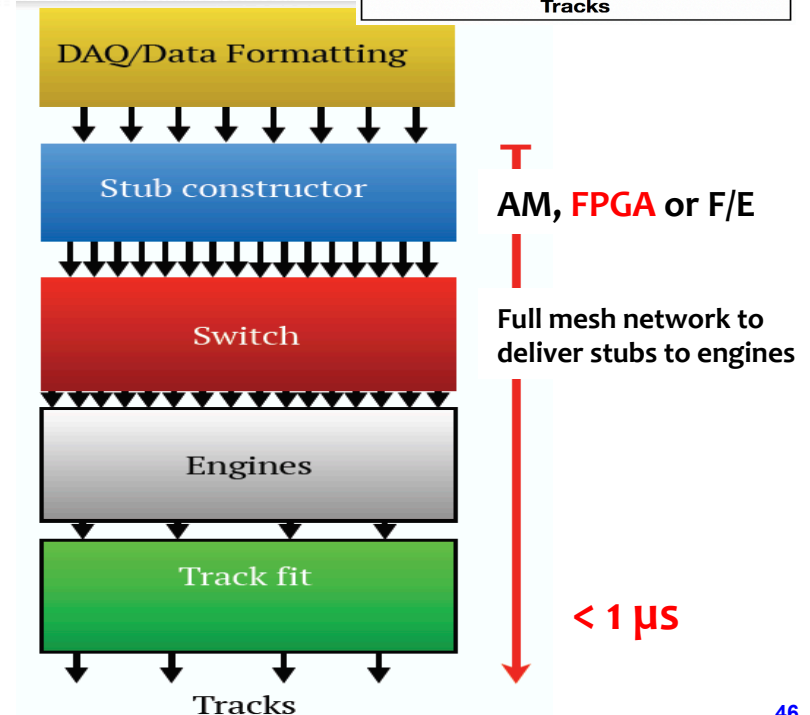 Tracks
DAQ/Data Formatting
Stub constructor
AM, FPGA or F/E
Switch
Full mesh network to
deliver stubs to engines
Engines
Track fit
< 1 μs
Tracks
46